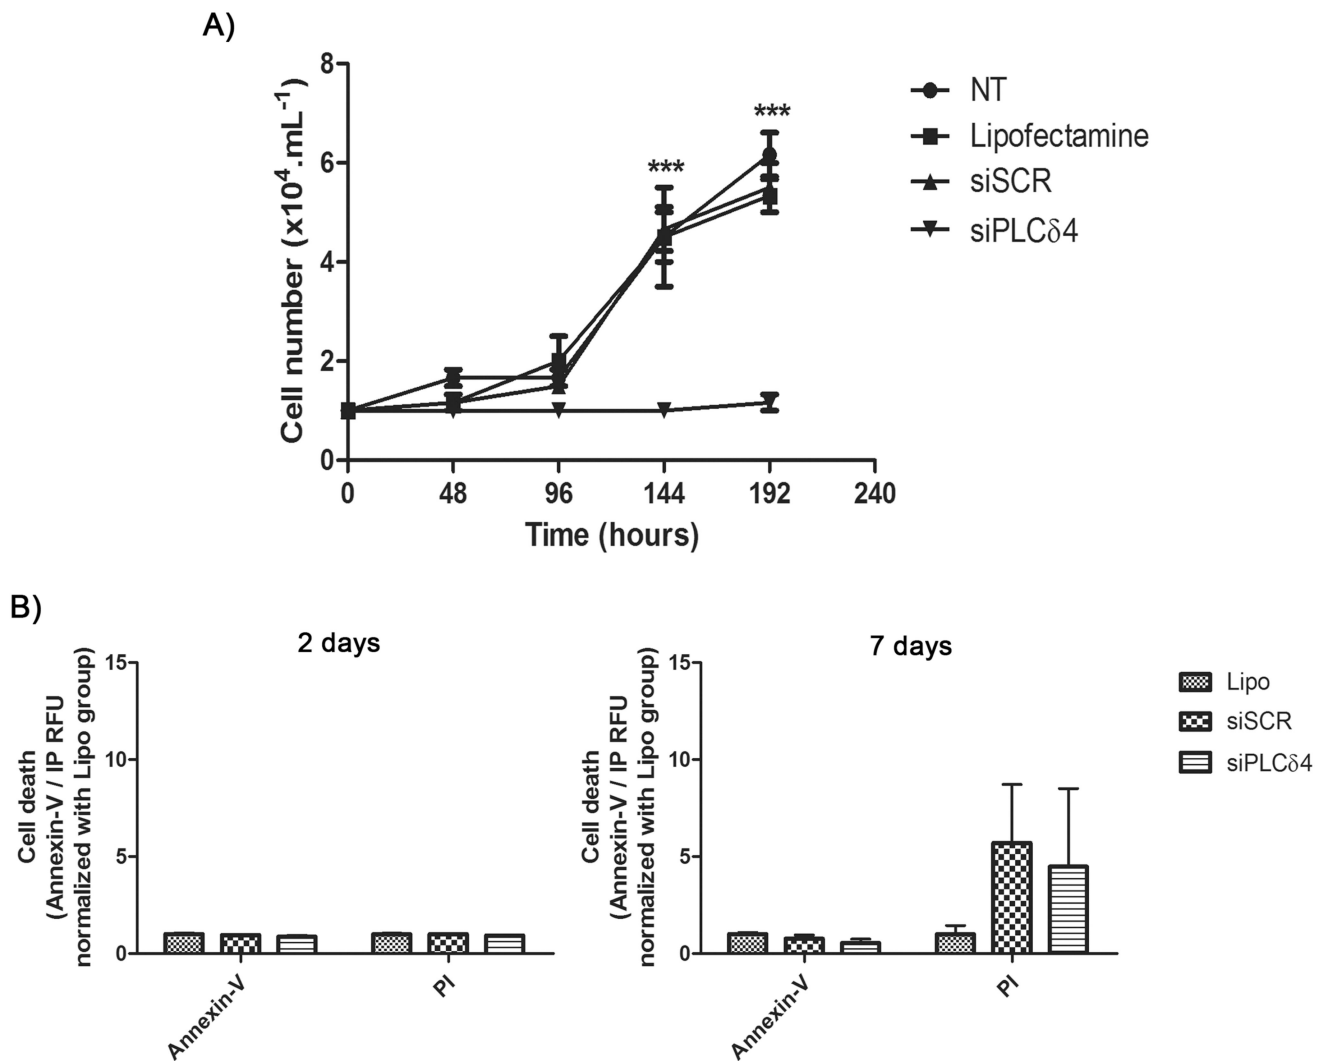 A)
Cell number (x10⁴.mL⁻¹)
8
6
4
2
0
***
***
0 48 96 144 192 240
Time (hours)
NT
Lipofectamine
siSCR
siPLCδ4
B)
2 days
Cell death
(Annexin-V / IP RFU
normalized with Lipo group)
15
10
5
0
Annexin-V
PI
7 days
Cell death
(Annexin-V / IP RFU
normalized with Lipo group)
15
10
5
0
Annexin-V
PI
Lipo
siSCR
siPLCδ4